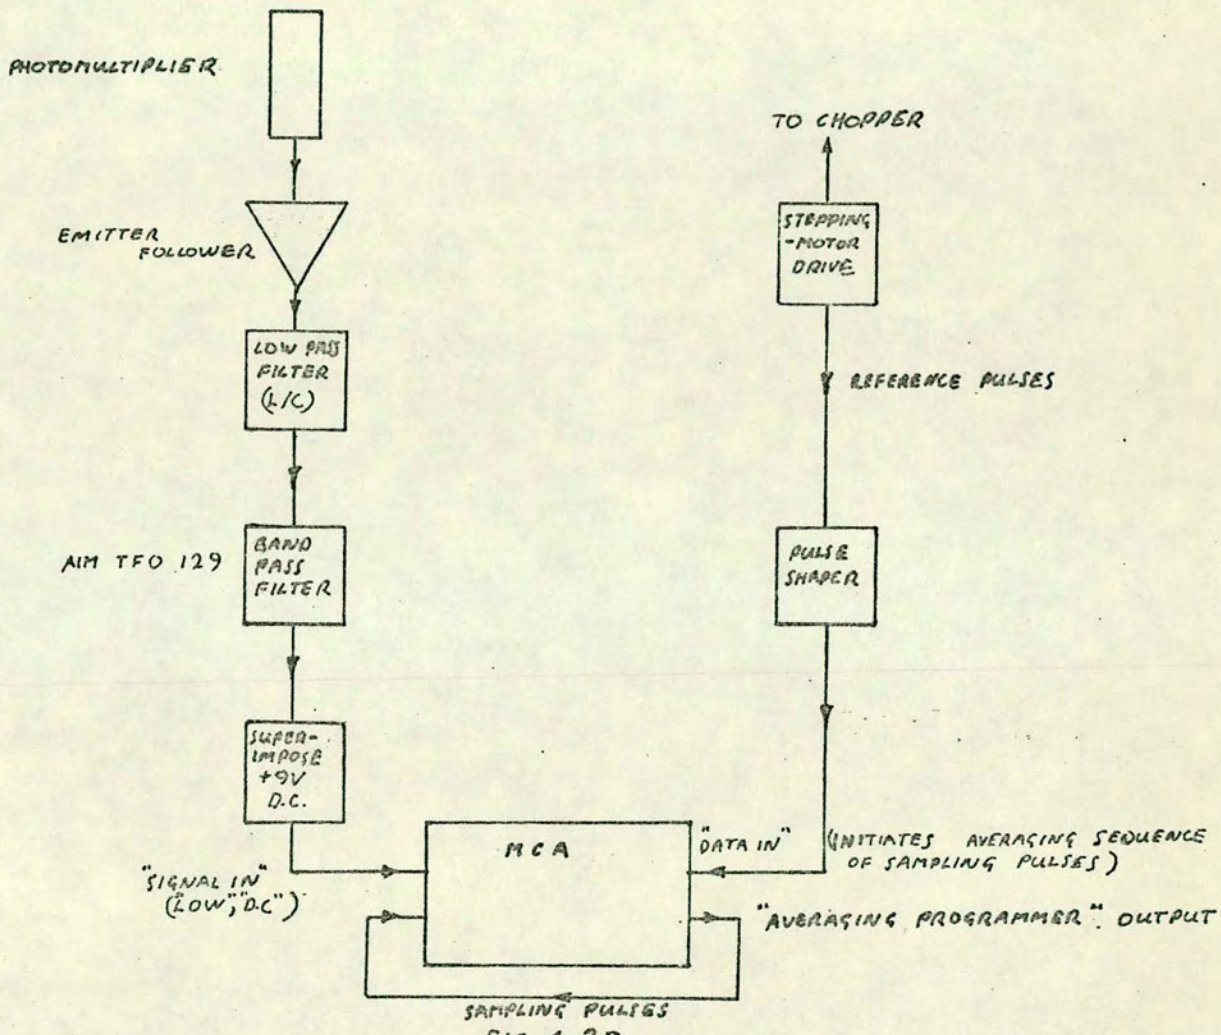 PHOTOMULTIPLIER
TO CHOPPER
EMITTER
FOLLOWER
STEPPING
-MOTOR
DRIVE
LOW PASS
FILTER
(L/C)
REFERENCE PULSES
AIM TFO 129
BAND
PASS
FILTER
PULSE
SHAPER
SUPER-
IMPOSE
+9V
D.C.
MCA
"DATA IN"
(INITIATES AVERAGING SEQUENCE
OF SAMPLING PULSES)
"SIGNAL IN"
("LOW","D.C")
"AVERAGING PROGRAMMER" OUTPUT
SAMPLING PULSES